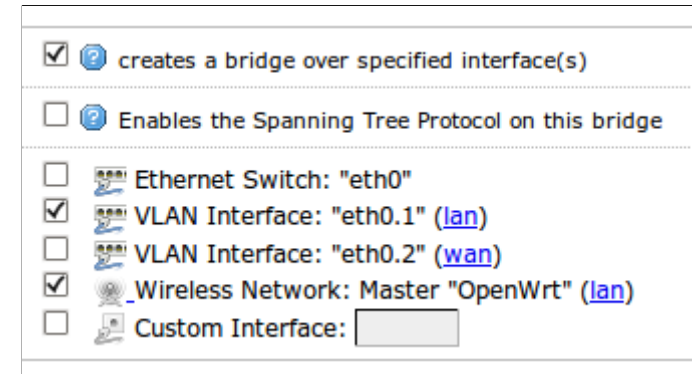 creates a bridge over specified interface(s)
Enables the Spanning Tree Protocol on this bridge
Ethernet Switch: "eth0"
VLAN Interface: "eth0.1" (lan)
VLAN Interface: "eth0.2" (wan)
Wireless Network: Master "OpenWrt" (lan)
Custom Interface: